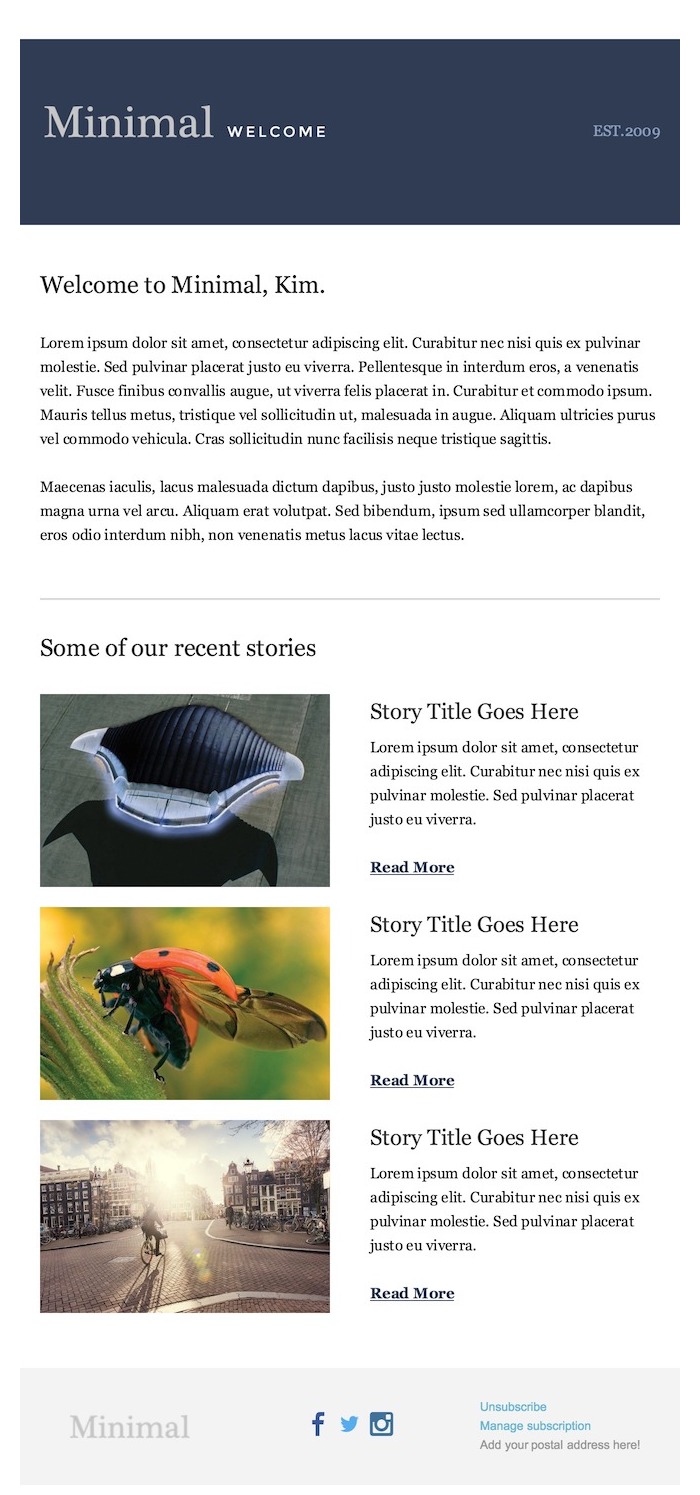 Minimal WELCOME EST.2009
Welcome to Minimal, Kim.
Lorem ipsum dolor sit amet, consectetur adipiscing elit. Curabitur nec nisi quis ex pulvinar
molestie. Sed pulvinar placerat justo eu viverra. Pellentesque in interdum eros, a venenatis
velit. Fusce finibus convallis augue, ut viverra felis placerat in. Curabitur et commodo ipsum.
Mauris tellus metus, tristique vel sollicitudin ut, malesuada in augue. Aliquam ultricies purus
vel commodo vehicula. Cras sollicitudin nunc facilisis neque tristique sagittis.
Maecenas iaculis, lacus malesuada dictum dapibus, justo justo molestie lorem, ac dapibus
magna urna vel arcu. Aliquam erat volutpat. Sed bibendum, ipsum sed ullamcorper blandit,
eros odio interdum nibh, non venenatis metus lacus vitae lectus.
Some of our recent stories
Story Title Goes Here
Lorem ipsum dolor sit amet, consectetur
adipiscing elit. Curabitur nec nisi quis ex
pulvinar molestie. Sed pulvinar placerat
justo eu viverra.
Read More
Story Title Goes Here
Lorem ipsum dolor sit amet, consectetur
adipiscing elit. Curabitur nec nisi quis ex
pulvinar molestie. Sed pulvinar placerat
justo eu viverra.
Read More
Story Title Goes Here
Lorem ipsum dolor sit amet, consectetur
adipiscing elit. Curabitur nec nisi quis ex
pulvinar molestie. Sed pulvinar placerat
justo eu viverra.
Read More
Minimal
Unsubscribe
Manage subscription
Add your postal address here!